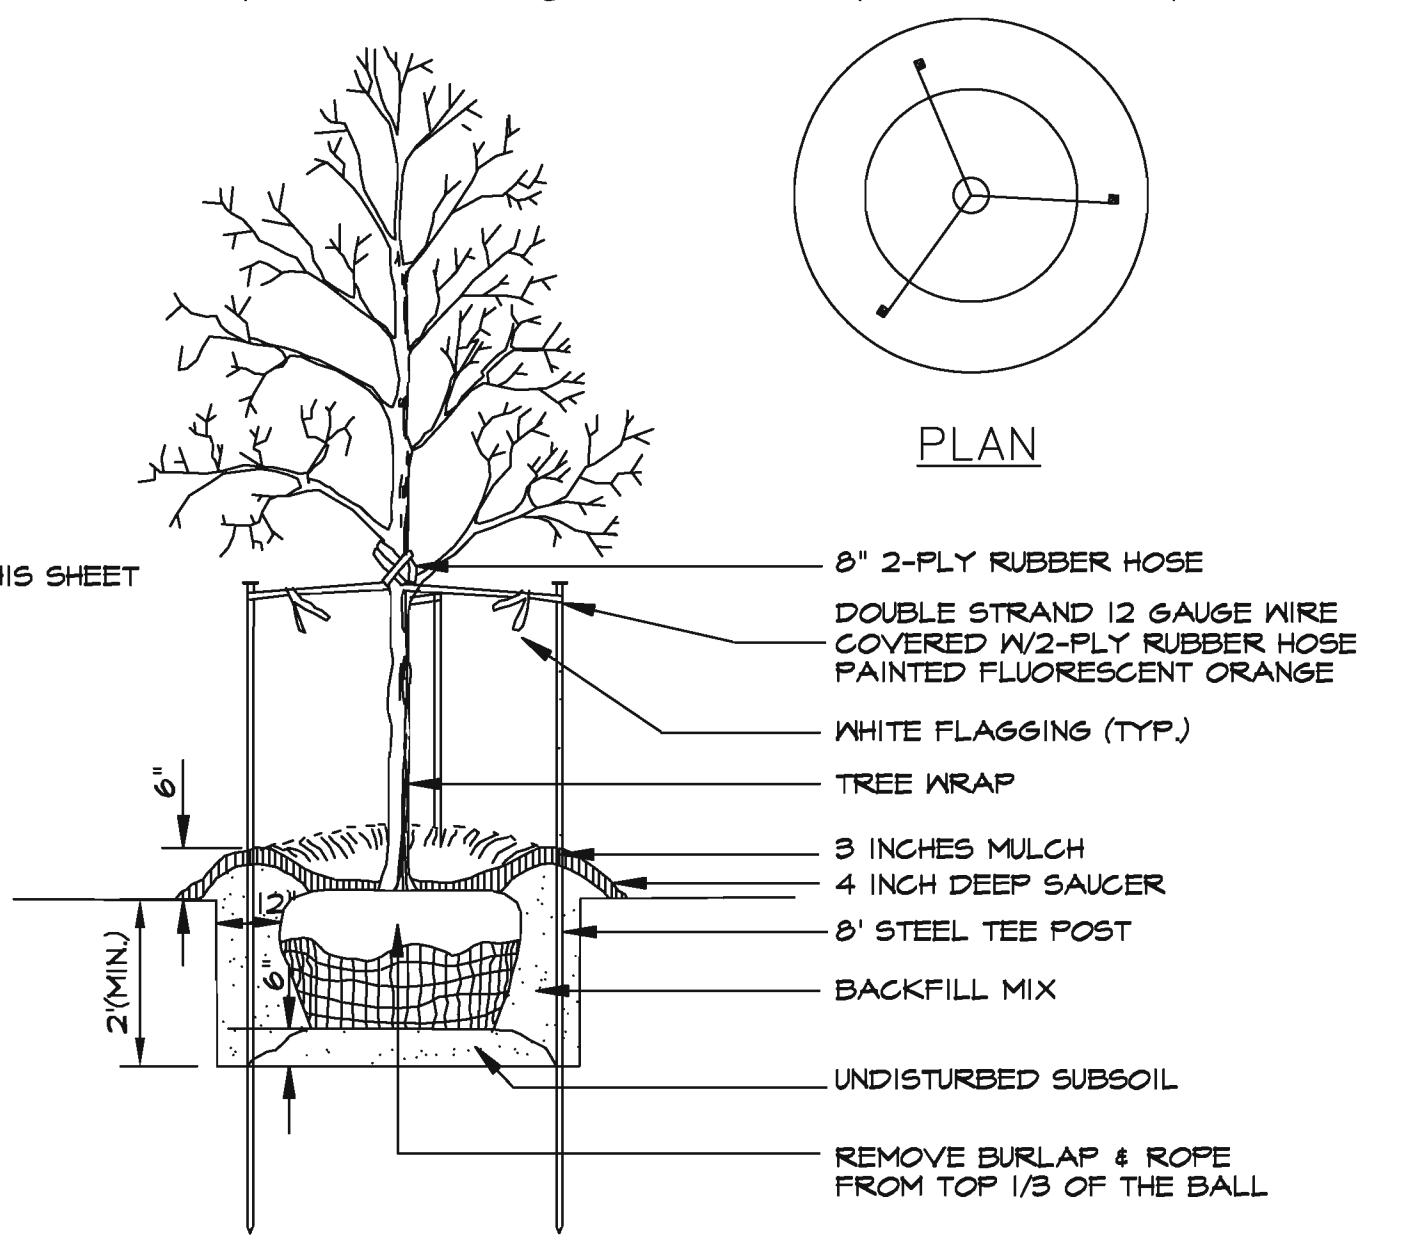 PLAN
HIS SHEET
8" 2-PLY RUBBER HOSE
DOUBLE STRAND 12 GAUGE WIRE
COVERED W/2-PLY RUBBER HOSE
PAINTED FLUORESCENT ORANGE
WHITE FLAGGING (TYP.)
TREE WRAP
6"
3 INCHES MULCH
4 INCH DEEP SAUCER
12"
8' STEEL TEE POST
2'(MIN.)
6"
BACKFILL MIX
UNDISTURBED SUBSOIL
REMOVE BURLAP & ROPE
FROM TOP 1/3 OF THE BALL